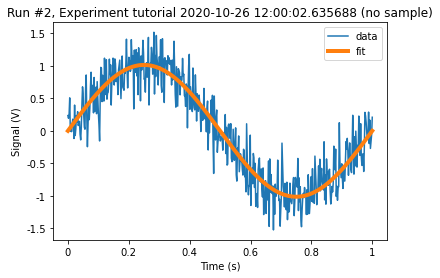 Run #2, Experiment tutorial 2020-10-26 12:00:02.635688 (no sample)
data
fit
Signal (V)
1.5
1.0
0.5
0
-0.5
-1.0
-1.5
0
0.2
0.4
0.6
0.8
1
Time (s)